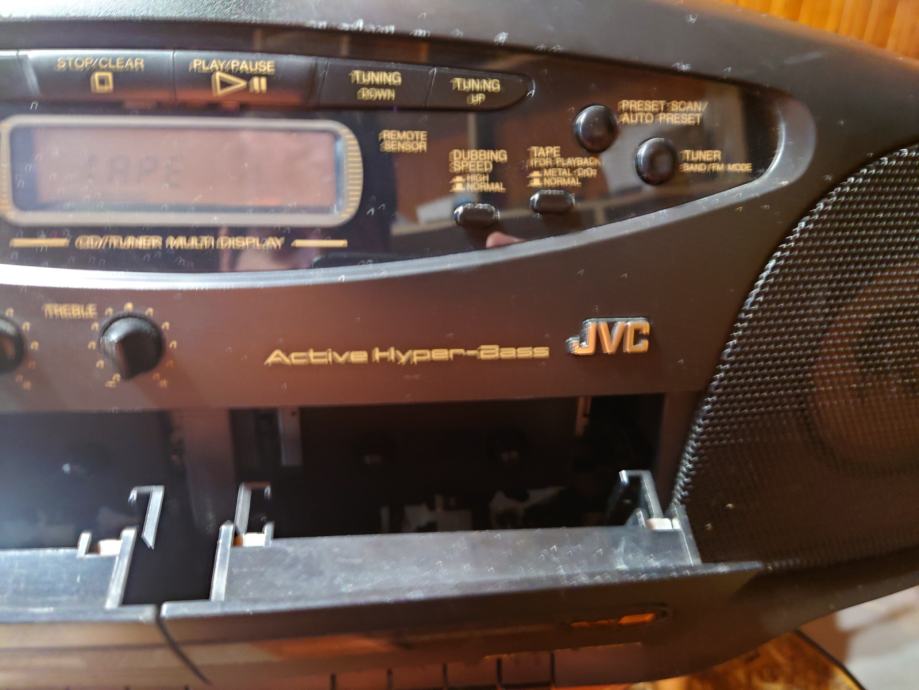 STOP/CLEAR
PLAY/PAUSE
TUNING
DOWN
TUNING
UP
PRESET SCAN/
AUTO PRESET
REMOTE
SENSOR
DUBBING
SPEED
HIGH
NORMAL
TAPE
(FOR PLAYBACK)
METAL·CrO₂
NORMAL
TUNER
BAND/FM MODE
TAPE
CD/TUNER MULTI DISPLAY
TREBLE
Active Hyper-Bass
JVC